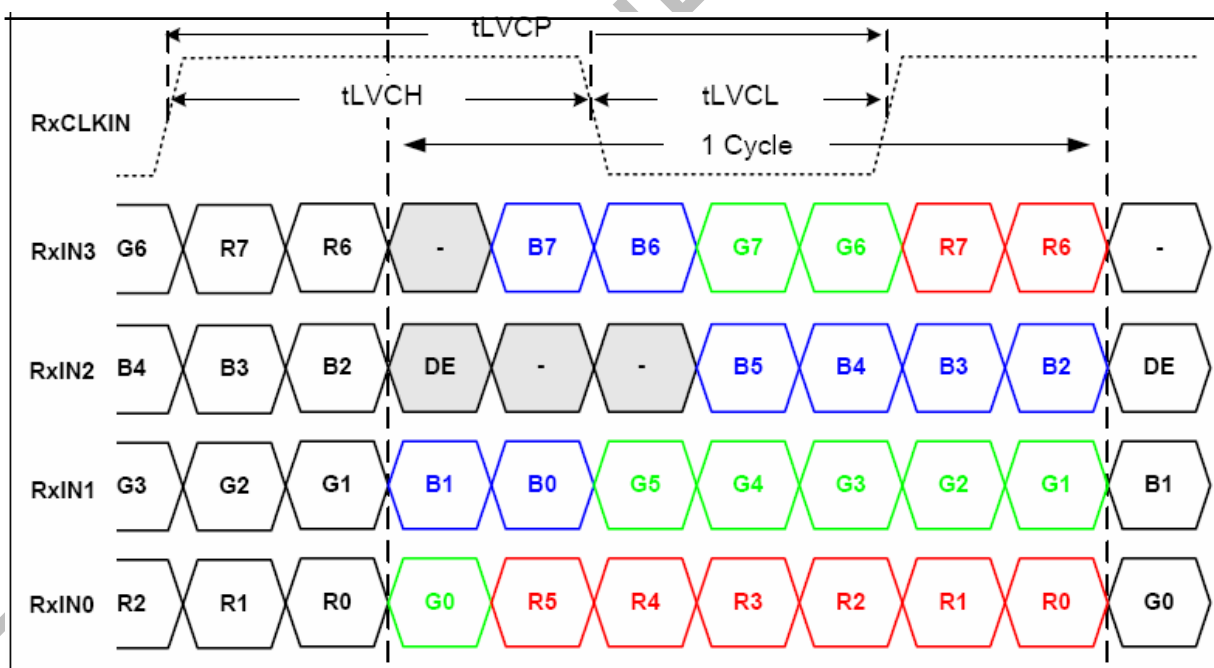 tLVCP
tLVCH tLVCL
RxCLKIN
1 Cycle
RxIN3 G6 R7 R6 - B7 B6 G7 G6 R7 R6 -
RxIN2 B4 B3 B2 DE - - B5 B4 B3 B2 DE
RxIN1 G3 G2 G1 B1 B0 G5 G4 G3 G2 G1 B1
RxIN0 R2 R1 R0 G0 R5 R4 R3 R2 R1 R0 G0